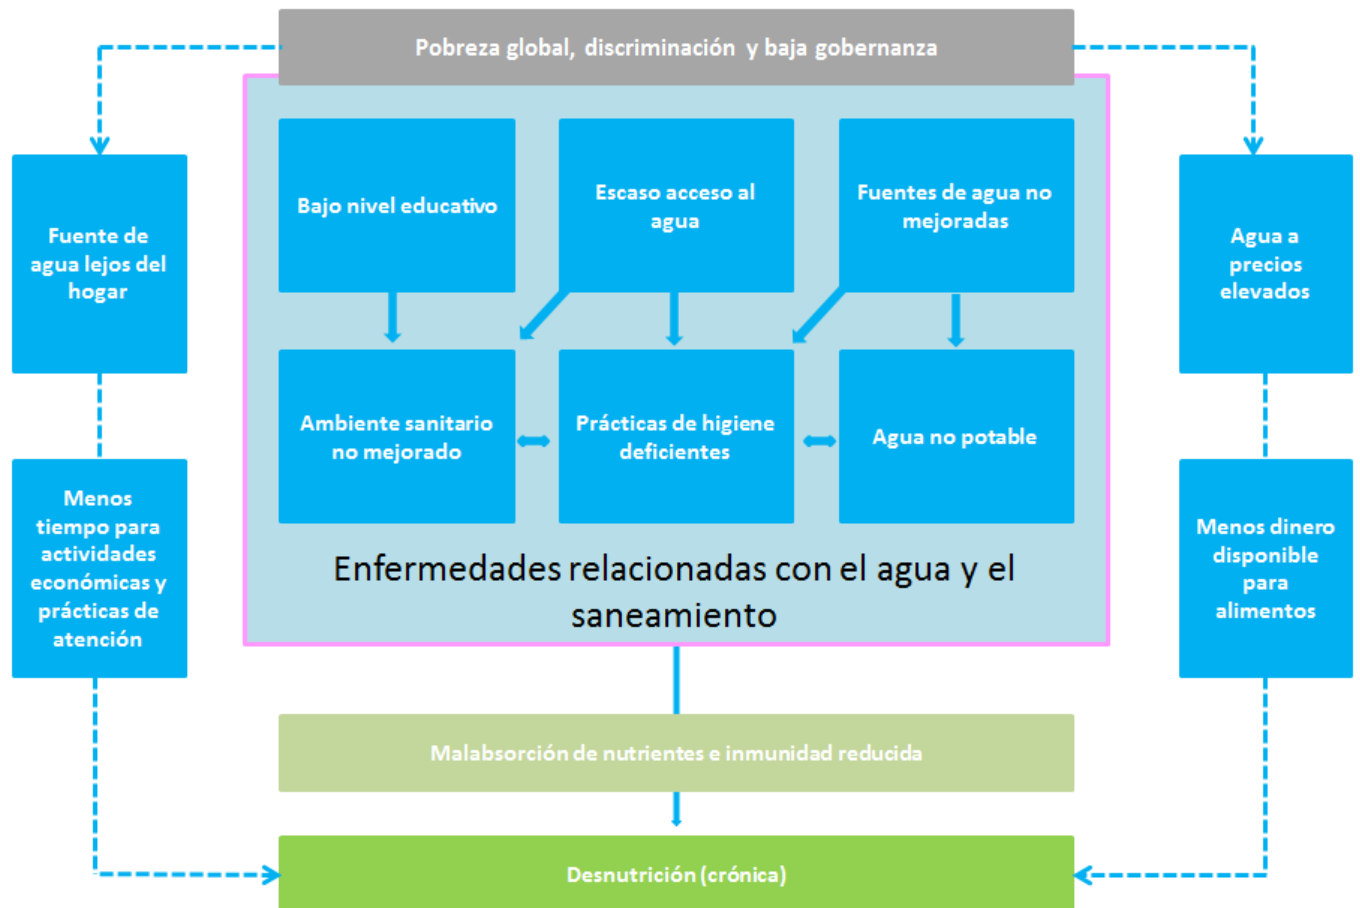 Pobreza global, discriminación y baja gobernanza
Bajo nivel educativo
Escaso acceso al
agua
Fuentes de agua no
mejoradas
Fuente de
agua lejos del
hogar
Agua a
precios
elevados
Ambiente sanitario
no mejorado
Prácticas de higiene
deficientes
Agua no potable
Menos
tiempo para
actividades
económicas y
prácticas de
atención
Menos dinero
disponible
para
alimentos
Enfermedades relacionadas con el agua y el
saneamiento
Malabsorción de nutrientes e inmunidad reducida
Desnutrición (crónica)